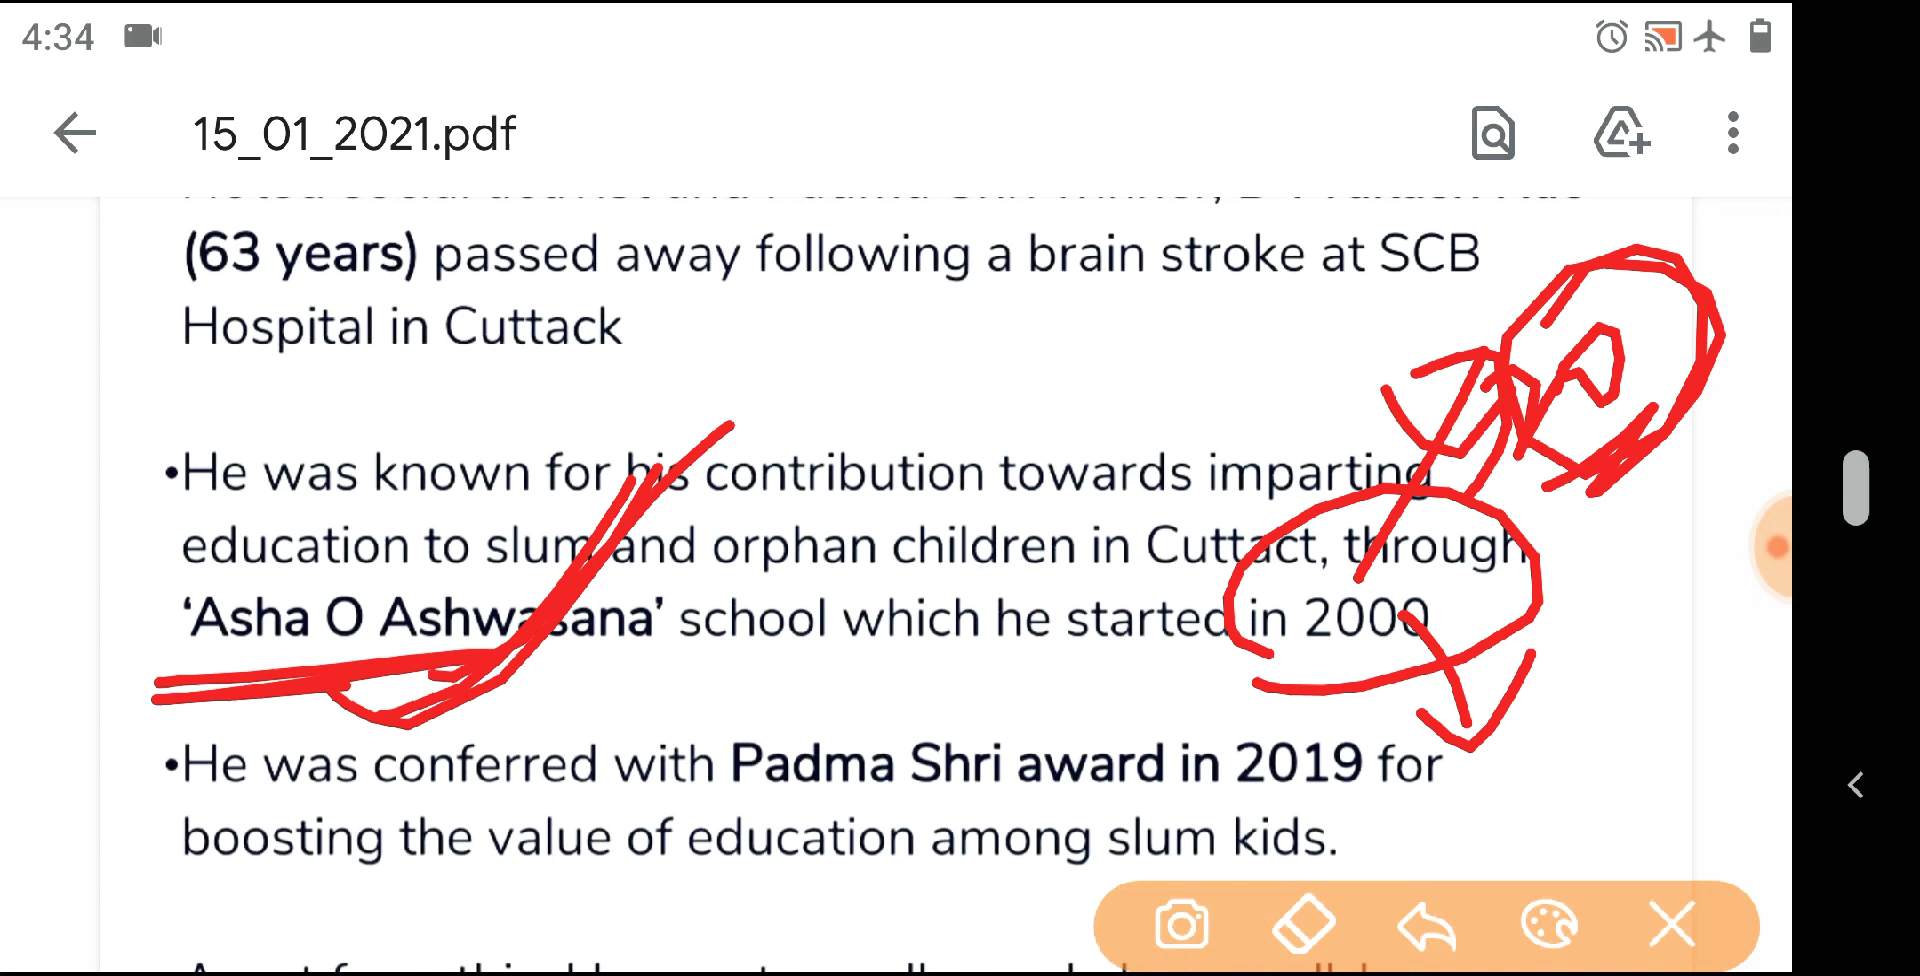 4:34
15_01_2021.pdf
(63 years) passed away following a brain stroke at SCB
Hospital in Cuttack
•He was known for his contribution towards imparting
education to slum and orphan children in Cuttact, through
‘Asha O Ashwasana’ school which he started in 2000
•He was conferred with Padma Shri award in 2019 for
boosting the value of education among slum kids.